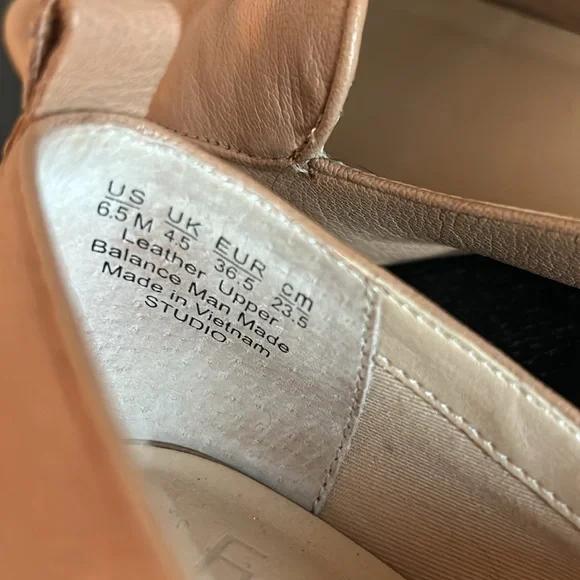 US UK EUR cm
6.5 M 4.5 36.5 23.5
Leather Upper
Balance Man Made
Made in Vietnam
STUDIO